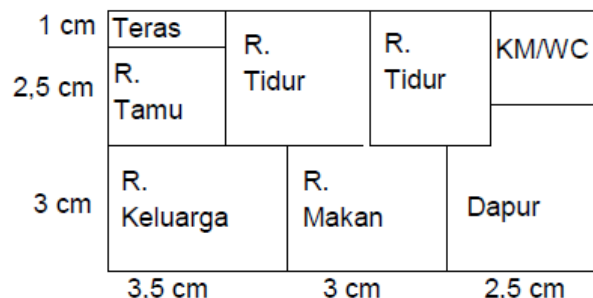 1 cm
Teras
2,5 cm
R.
Tamu
R.
Tidur
R.
Tidur
KM/WC
3 cm
R.
Keluarga
R.
Makan
Dapur
3,5 cm
3 cm
2,5 cm